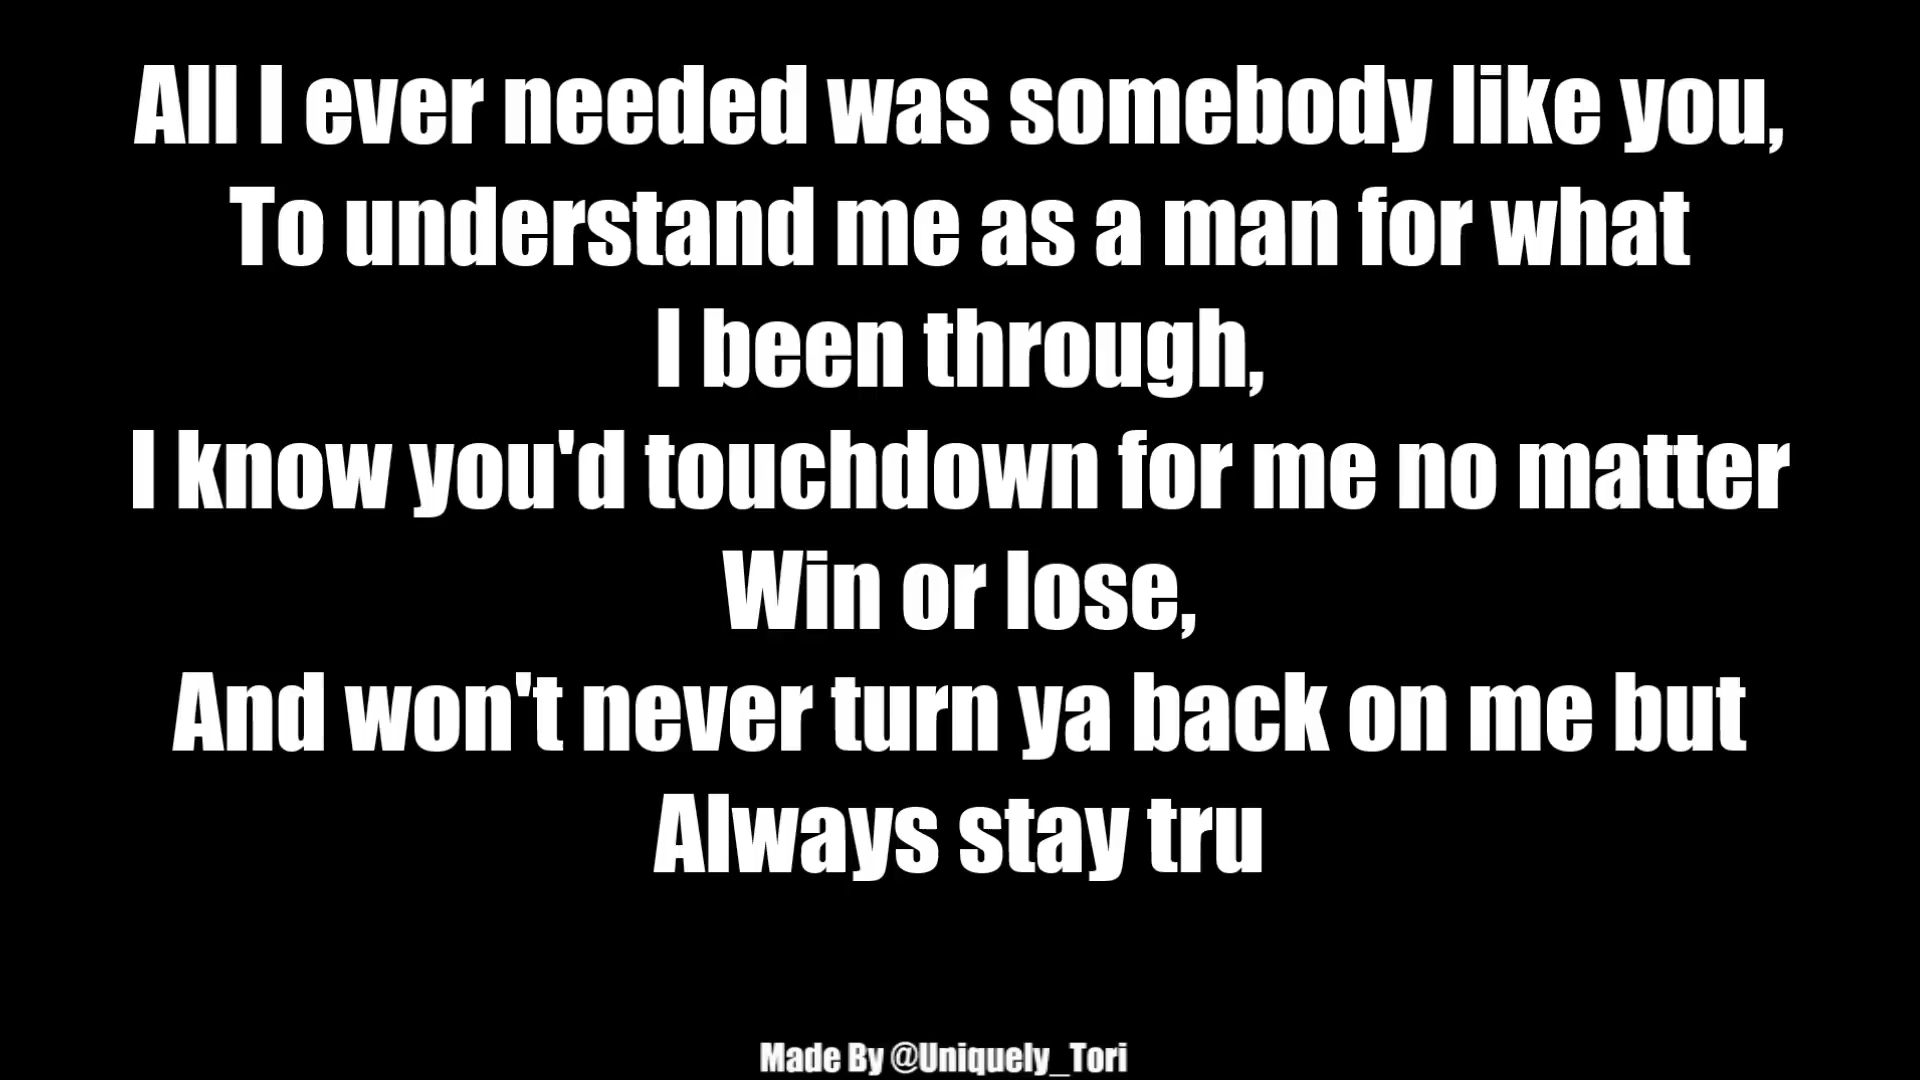 All I ever needed was somebody like you,
To understand me as a man for what
I been through,
I know you'd touchdown for me no matter
Win or lose,
And won't never turn ya back on me but
Always stay tru
Made By @Uniquely_Tori